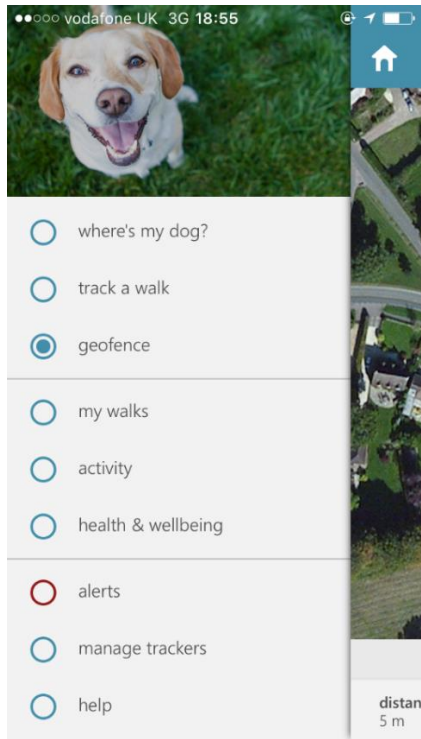 vodafone UK 3G 18:55
where's my dog?
track a walk
geofence
my walks
activity
health & wellbeing
alerts
manage trackers
help
distan
5 m